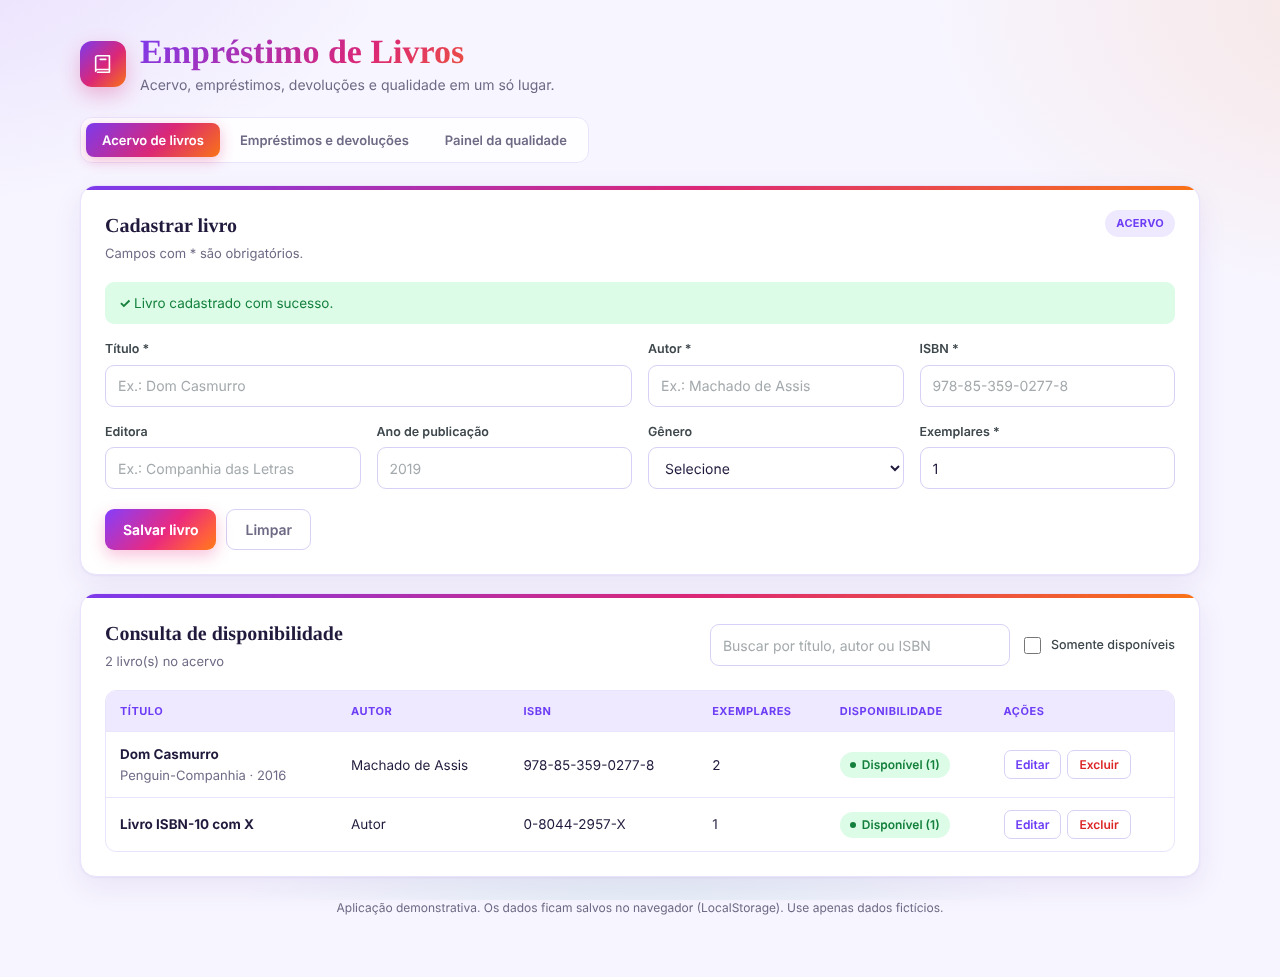 Empréstimo de Livros
Acervo, empréstimos, devoluções e qualidade em um só lugar.
Acervo de livros Empréstimos e devoluções Painel da qualidade
Cadastrar livro
ACERVO
Campos com * são obrigatórios.
✓ Livro cadastrado com sucesso.
Título * Autor * ISBN *
Ex.: Dom Casmurro Ex.: Machado de Assis 978-85-359-0277-8
Editora Ano de publicação Gênero Exemplares *
Ex.: Companhia das Letras 2019 Selecione 1
Salvar livro Limpar
Consulta de disponibilidade
2 livro(s) no acervo
Buscar por título, autor ou ISBN Somente disponíveis
TÍTULO AUTOR ISBN EXEMPLARES DISPONIBILIDADE AÇÕES
Dom Casmurro
Penguin-Companhia · 2016
Machado de Assis 978-85-359-0277-8 2 Disponível (1) Editar Excluir
Livro ISBN-10 com X Autor 0-8044-2957-X 1 Disponível (1) Editar Excluir
Aplicação demonstrativa. Os dados ficam salvos no navegador (LocalStorage). Use apenas dados fictícios.